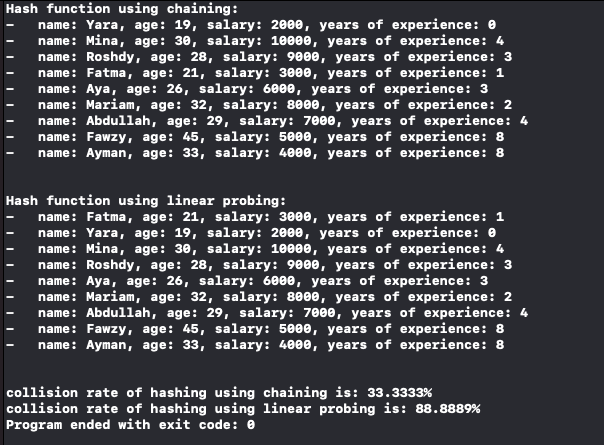 Hash function using chaining:
-   name: Yara, age: 19, salary: 2000, years of experience: 0
-   name: Mina, age: 30, salary: 10000, years of experience: 4
-   name: Roshdy, age: 28, salary: 9000, years of experience: 3
-   name: Fatma, age: 21, salary: 3000, years of experience: 1
-   name: Aya, age: 26, salary: 6000, years of experience: 3
-   name: Mariam, age: 32, salary: 8000, years of experience: 2
-   name: Abdullah, age: 29, salary: 7000, years of experience: 4
-   name: Fawzy, age: 45, salary: 5000, years of experience: 8
-   name: Ayman, age: 33, salary: 4000, years of experience: 8
Hash function using linear probing:
-   name: Fatma, age: 21, salary: 3000, years of experience: 1
-   name: Yara, age: 19, salary: 2000, years of experience: 0
-   name: Mina, age: 30, salary: 10000, years of experience: 4
-   name: Roshdy, age: 28, salary: 9000, years of experience: 3
-   name: Aya, age: 26, salary: 6000, years of experience: 3
-   name: Mariam, age: 32, salary: 8000, years of experience: 2
-   name: Abdullah, age: 29, salary: 7000, years of experience: 4
-   name: Fawzy, age: 45, salary: 5000, years of experience: 8
-   name: Ayman, age: 33, salary: 4000, years of experience: 8
collision rate of hashing using chaining is: 33.3333%
collision rate of hashing using linear probing is: 88.8889%
Program ended with exit code: 0